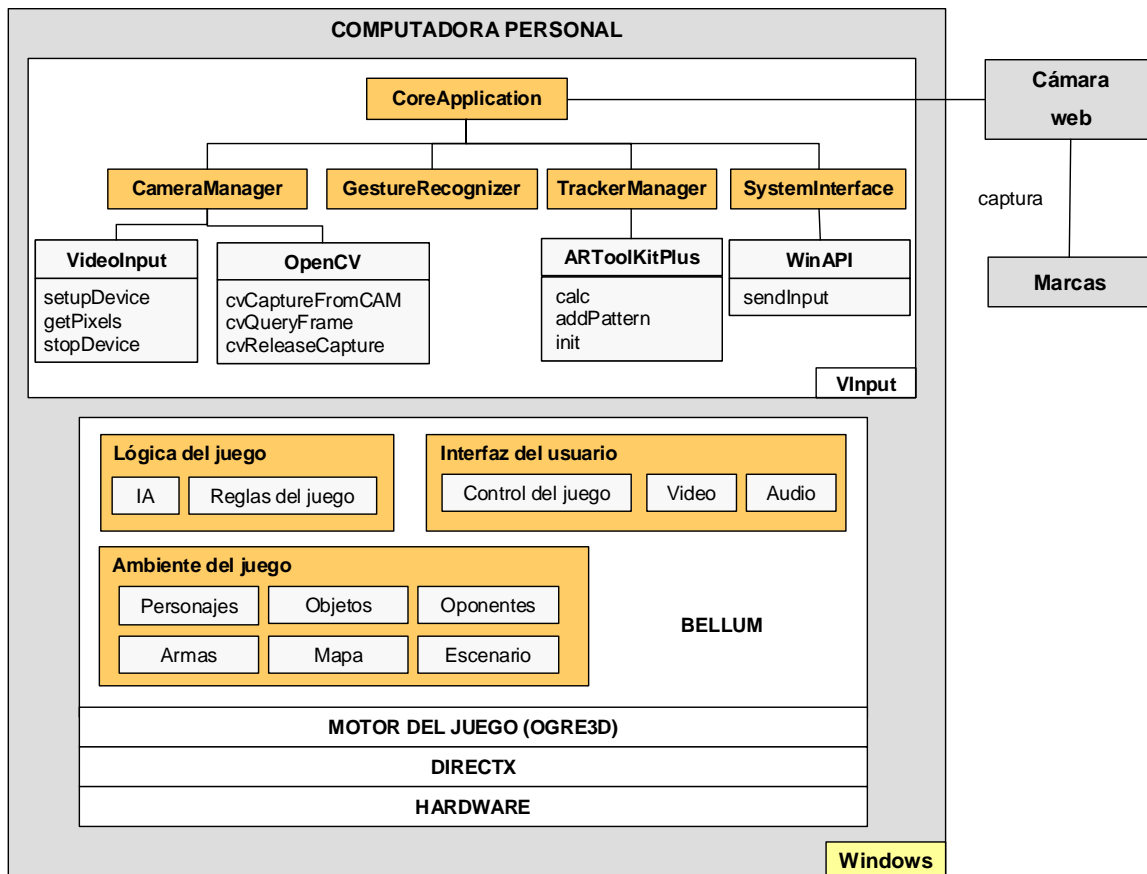 COMPUTADORA PERSONAL
CoreApplication
Cámara
web
CameraManager
GestureRecognizer
TrackerManager
SystemInterface
captura
VideoInput
setupDevice
getPixels
stopDevice
OpenCV
cvCaptureFromCAM
cvQueryFrame
cvReleaseCapture
ARToolKitPlus
calc
addPattern
init
WinAPI
sendInput
Marcas
VInput
Lógica del juego
IA
Reglas del juego
Interfaz del usuario
Control del juego
Video
Audio
Ambiente del juego
Personajes
Objetos
Oponentes
Armas
Mapa
Escenario
BELLUM
MOTOR DEL JUEGO (OGRE3D)
DIRECTX
HARDWARE
Windows